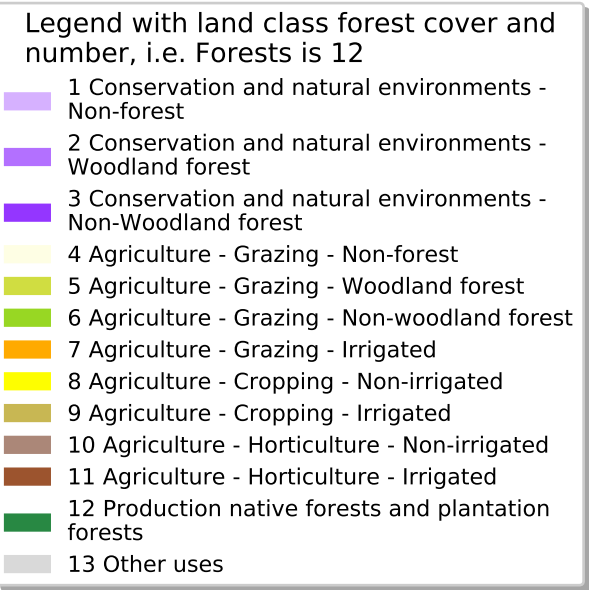 Legend with land class forest cover and
number, i.e. Forests is 12
1 Conservation and natural environments -
Non-forest
2 Conservation and natural environments -
Woodland forest
3 Conservation and natural environments -
Non-Woodland forest
4 Agriculture - Grazing - Non-forest
5 Agriculture - Grazing - Woodland forest
6 Agriculture - Grazing - Non-woodland forest
7 Agriculture - Grazing - Irrigated
8 Agriculture - Cropping - Non-irrigated
9 Agriculture - Cropping - Irrigated
10 Agriculture - Horticulture - Non-irrigated
11 Agriculture - Horticulture - Irrigated
12 Production native forests and plantation
forests
13 Other uses